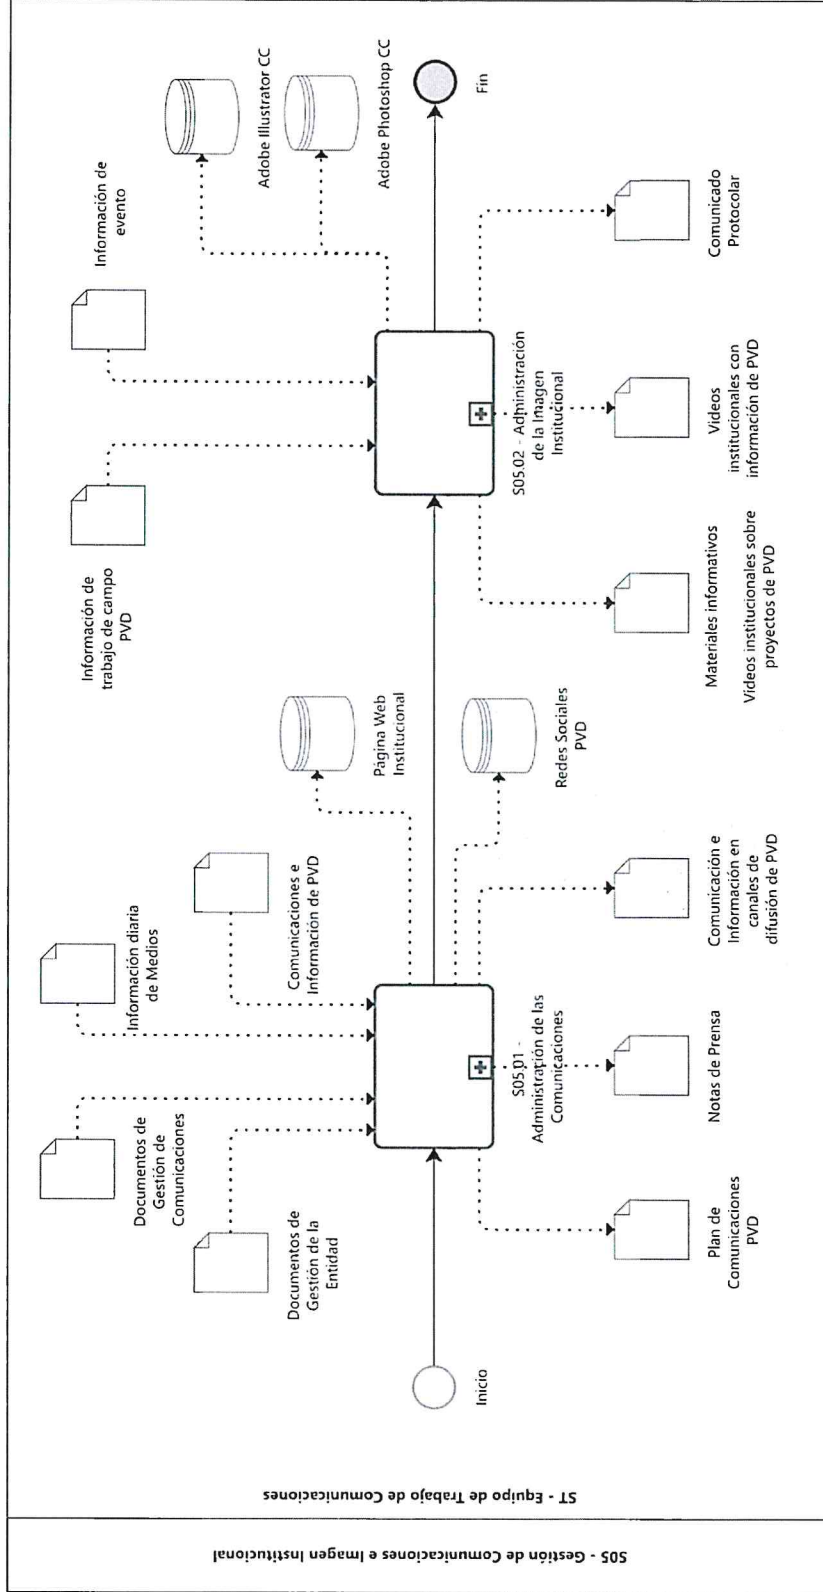 S05 - Gestión de Comunicaciones e Imagen Institucional
ST - Equipo de Trabajo de Comunicaciones
Inicio
Documentos de
Gestión de la
Entidad
Documentos de
Gestión de
Comunicaciones
Información diaria
de Medios
Comunicaciones e
Información de PVD
S05.01 -
Administración de las
Comunicaciones
Plan de
Comunicaciones
PVD
Notas de Prensa
Comunicación e
Información en
canales de
difusión de PVD
Página Web
Institucional
Redes Sociales
PVD
Información de
trabajo de campo
PVD
Información de
evento
S05.02 - Administración
de la Imagen
Institucional
Materiales informativos
Videos institucionales sobre
proyectos de PVD
Videos
institucionales con
información de PVD
Comunicado
Protocolar
Adobe Illustrator CC
Adobe Photoshop CC
Fin